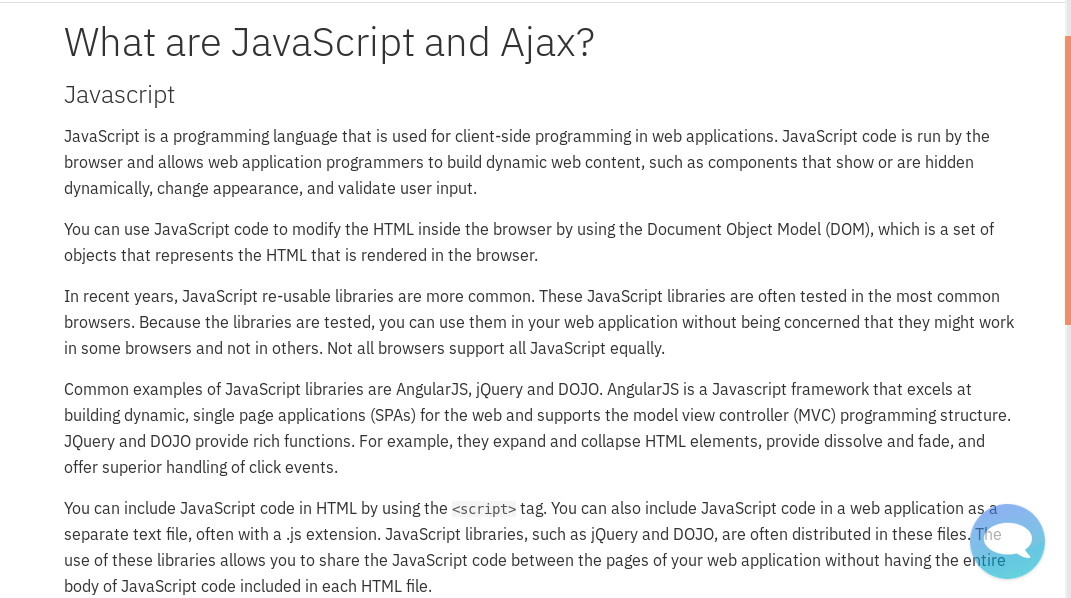 What are JavaScript and Ajax?
Javascript
JavaScript is a programming language that is used for client-side programming in web applications. JavaScript code is run by the
browser and allows web application programmers to build dynamic web content, such as components that show or are hidden
dynamically, change appearance, and validate user input.
You can use JavaScript code to modify the HTML inside the browser by using the Document Object Model (DOM), which is a set of
objects that represents the HTML that is rendered in the browser.
In recent years, JavaScript re-usable libraries are more common. These JavaScript libraries are often tested in the most common
browsers. Because the libraries are tested, you can use them in your web application without being concerned that they might work
in some browsers and not in others. Not all browsers support all JavaScript equally.
Common examples of JavaScript libraries are AngularJS, jQuery and DOJO. AngularJS is a Javascript framework that excels at
building dynamic, single page applications (SPAs) for the web and supports the model view controller (MVC) programming structure.
JQuery and DOJO provide rich functions. For example, they expand and collapse HTML elements, provide dissolve and fade, and
offer superior handling of click events.
You can include JavaScript code in HTML by using the <script> tag. You can also include JavaScript code in a web application as a
separate text file, often with a .js extension. JavaScript libraries, such as jQuery and DOJO, are often distributed in these files. The
use of these libraries allows you to share the JavaScript code between the pages of your web application without having the entire
body of JavaScript code included in each HTML file.